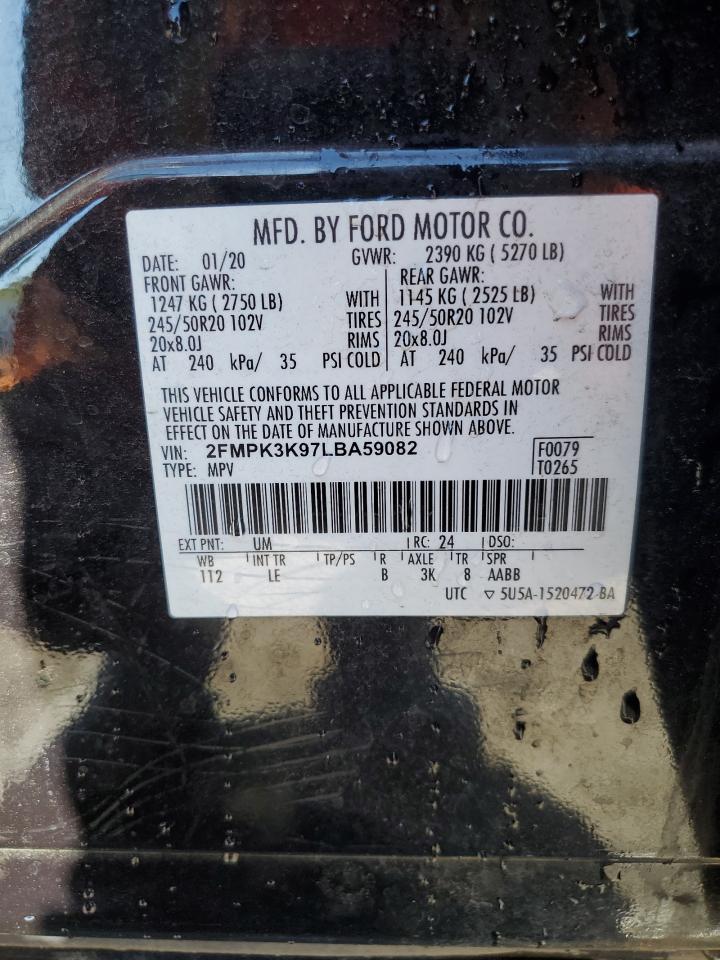 MFD. BY FORD MOTOR CO.
DATE: 01/20 GVWR: 2390 KG ( 5270 LB)
FRONT GAWR: REAR GAWR:
1247 KG ( 2750 LB) WITH 1145 KG ( 2525 LB) WITH
245/50R20 102V TIRES 245/50R20 102V TIRES
20x8.0J RIMS 20x8.0J RIMS
AT 240 kPa/ 35 PSI COLD AT 240 kPa/ 35 PSI COLD
THIS VEHICLE CONFORMS TO ALL APPLICABLE FEDERAL MOTOR
VEHICLE SAFETY AND THEFT PREVENTION STANDARDS IN
EFFECT ON THE DATE OF MANUFACTURE SHOWN ABOVE.
VIN: 2FMPK3K97LBA59082 F0079
TYPE: MPV T0265
EXT PNT: UM RC: 24 DSO:
WB INT TR TP/PS R AXLE TR SPR
112 LE B 3K 8 AABB
UTC ▽ 5U5A-1520472-BA